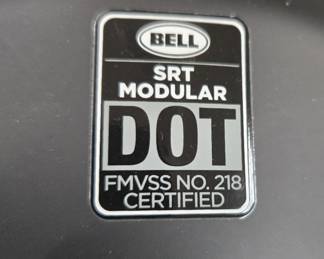 BELL
SRT
MODULAR
DOT
FMVSS NO. 218
CERTIFIED